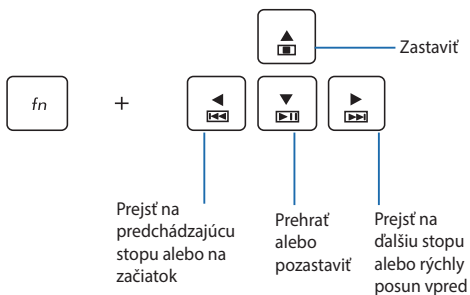 Zastaviť
fn +
Prejsť na
predchádzajúcu
stopu alebo na
začiatok
Prehrať
alebo
pozastaviť
Prejsť na
ďalšiu stopu
alebo rýchly
posun vpred